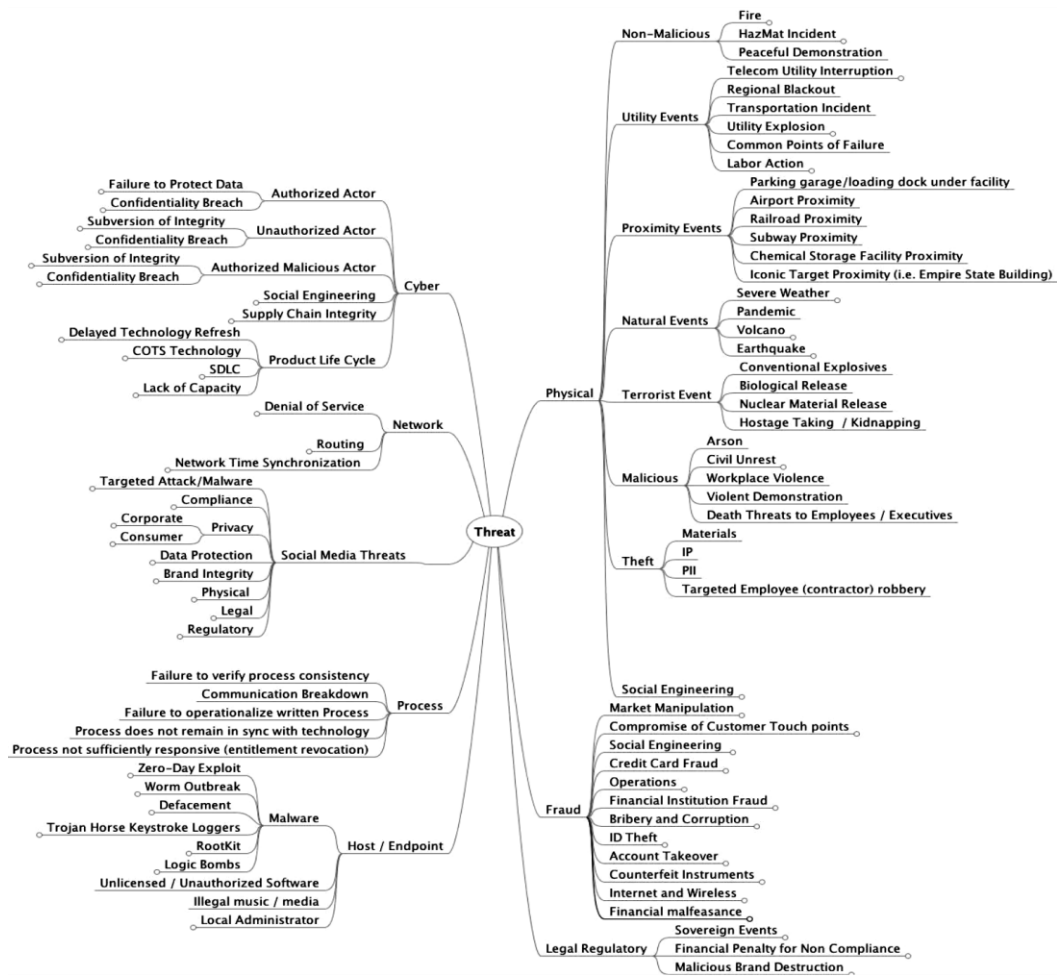 Threat
Cyber
Authorized Actor
Failure to Protect Data
Confidentiality Breach
Unauthorized Actor
Subversion of Integrity
Confidentiality Breach
Authorized Malicious Actor
Subversion of Integrity
Confidentiality Breach
Social Engineering
Supply Chain Integrity
Product Life Cycle
Delayed Technology Refresh
COTS Technology
SDLC
Lack of Capacity
Network
Denial of Service
Routing
Network Time Synchronization
Social Media Threats
Targeted Attack/Malware
Compliance
Privacy
Corporate
Consumer
Data Protection
Brand Integrity
Physical
Legal
Regulatory
Process
Failure to verify process consistency
Communication Breakdown
Failure to operationalize written Process
Process does not remain in sync with technology
Process not sufficiently responsive (entitlement revocation)
Host / Endpoint
Malware
Zero-Day Exploit
Worm Outbreak
Defacement
Trojan Horse Keystroke Loggers
RootKit
Logic Bombs
Unlicensed / Unauthorized Software
Illegal music / media
Local Administrator
Physical
Non-Malicious
Fire
HazMat Incident
Peaceful Demonstration
Utility Events
Telecom Utility Interruption
Regional Blackout
Transportation Incident
Utility Explosion
Common Points of Failure
Labor Action
Proximity Events
Parking garage/loading dock under facility
Airport Proximity
Railroad Proximity
Subway Proximity
Chemical Storage Facility Proximity
Iconic Target Proximity (i.e. Empire State Building)
Natural Events
Severe Weather
Pandemic
Volcano
Earthquake
Terrorist Event
Conventional Explosives
Biological Release
Nuclear Material Release
Hostage Taking / Kidnapping
Malicious
Arson
Civil Unrest
Workplace Violence
Violent Demonstration
Death Threats to Employees / Executives
Theft
Materials
IP
PII
Targeted Employee (contractor) robbery
Social Engineering
Fraud
Market Manipulation
Compromise of Customer Touch points
Social Engineering
Credit Card Fraud
Operations
Financial Institution Fraud
Bribery and Corruption
ID Theft
Account Takeover
Counterfeit Instruments
Internet and Wireless
Financial malfeasance
Legal Regulatory
Sovereign Events
Financial Penalty for Non Compliance
Malicious Brand Destruction